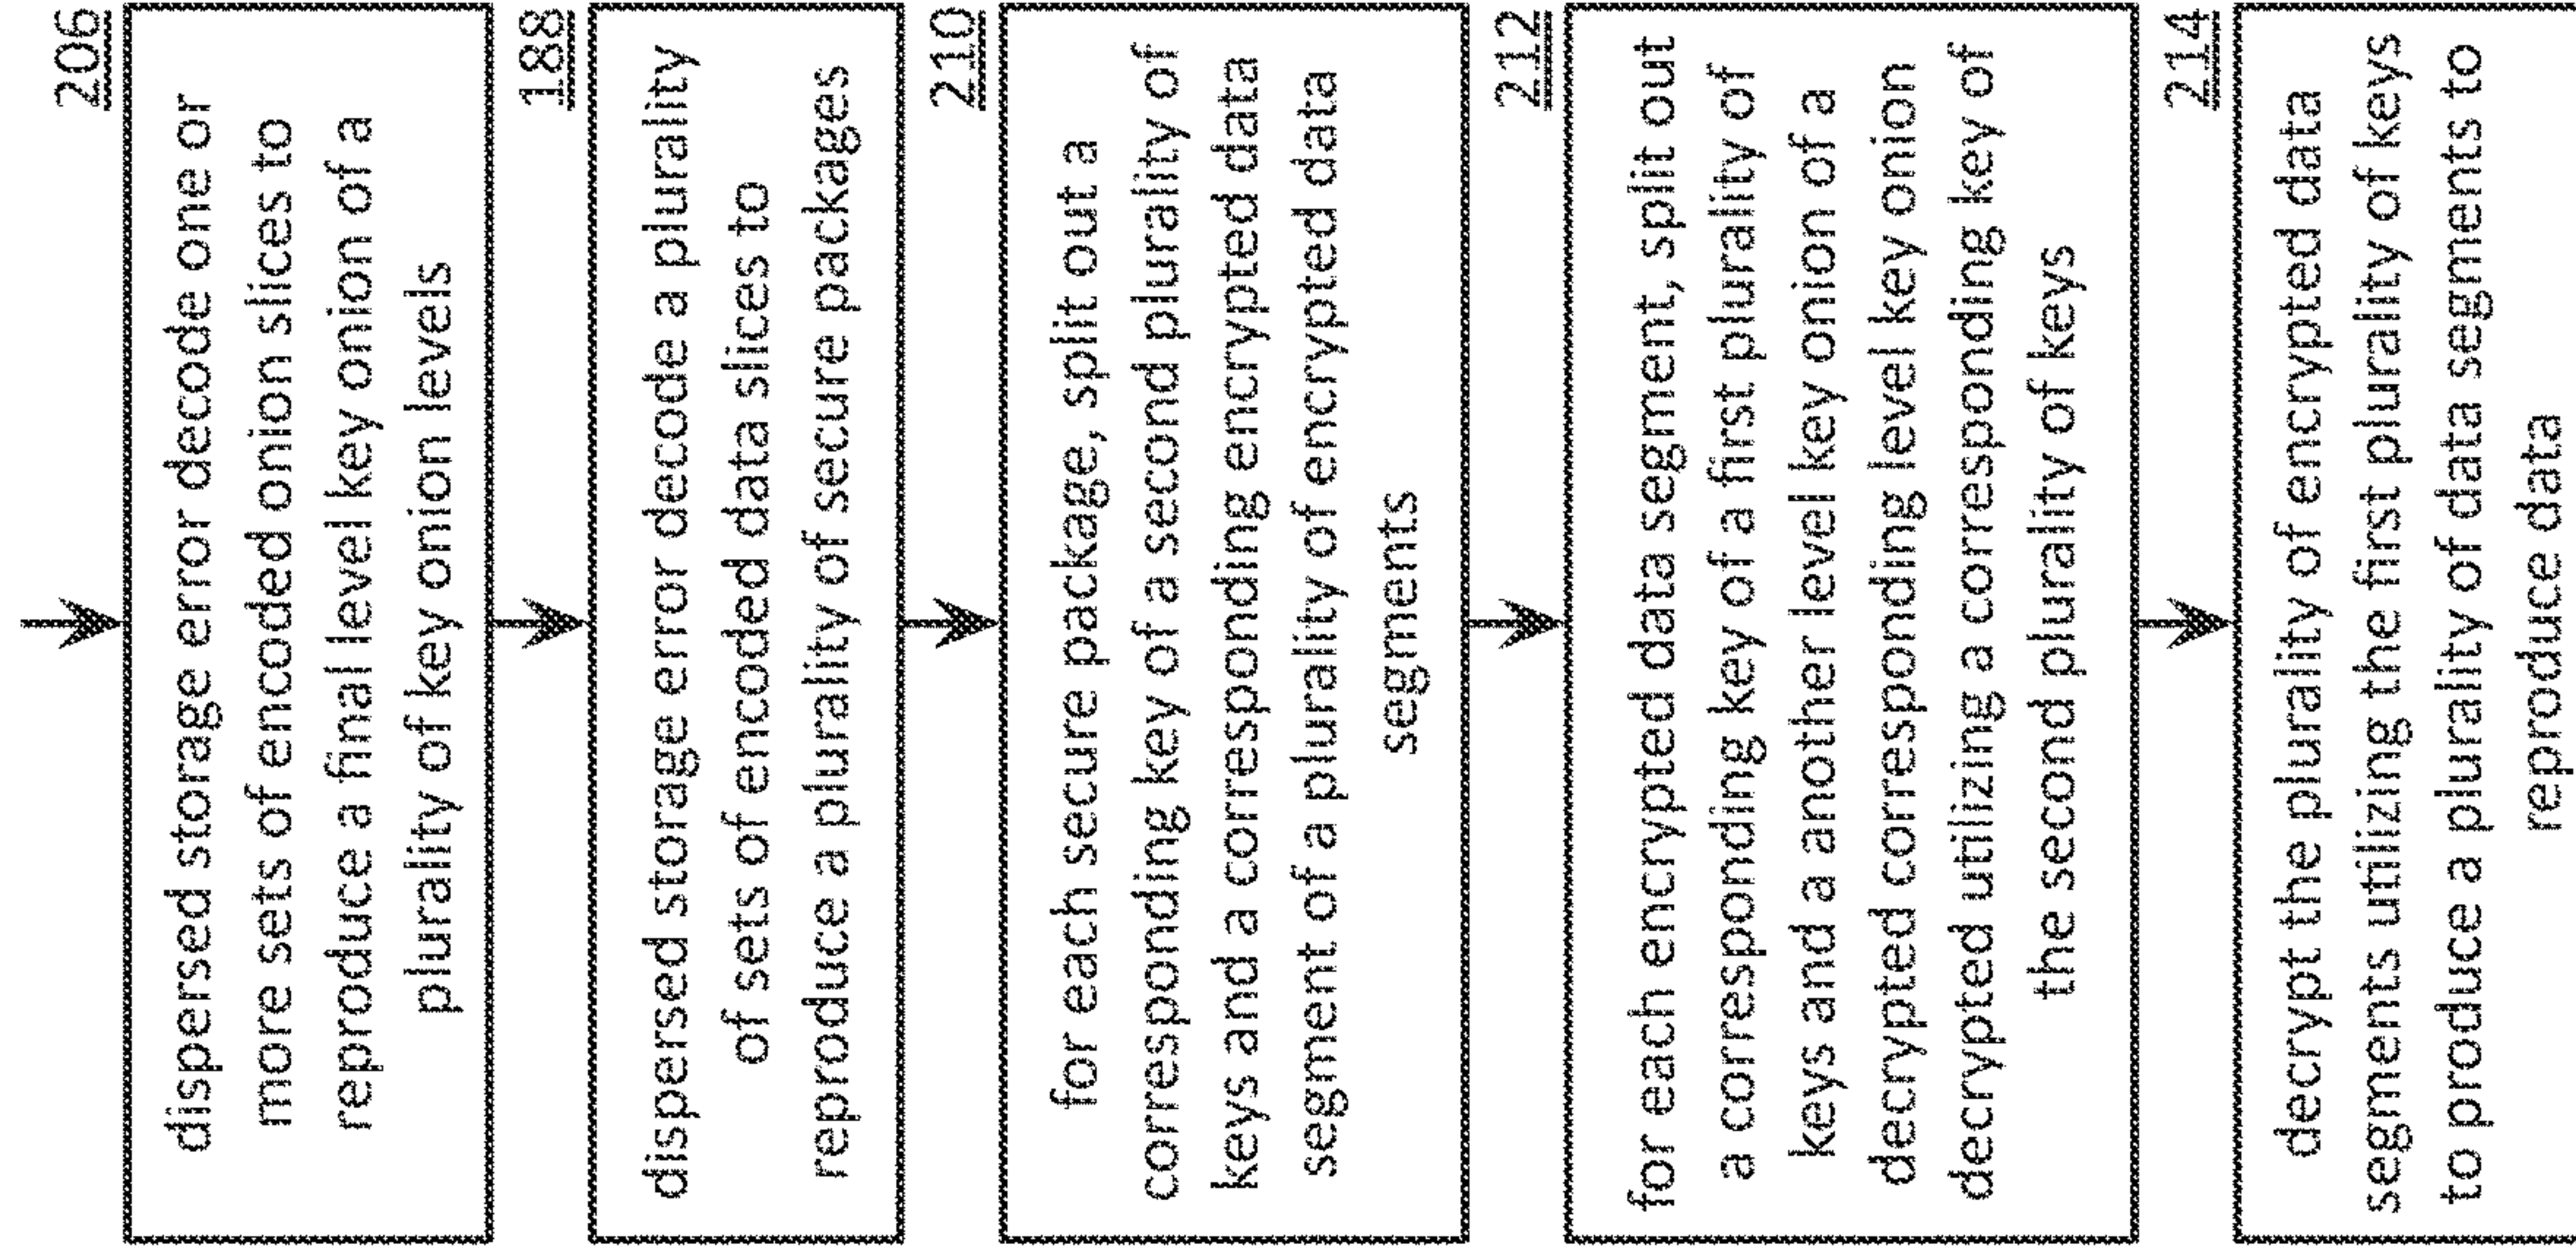 206
dispersed storage error decode one or
more sets of encoded onion slices to
reproduce a final level key onion of a
plurality of key onion levels
188
dispersed storage error decode a plurality
of sets of encoded data slices to
reproduce a plurality of secure packages
210
for each secure package, split out a
corresponding key of a second plurality of
keys and a corresponding encrypted data
segment of a plurality of encrypted data
segments
212
for each encrypted data segment, split out
a corresponding key of a first plurality of
keys and a another level key onion of a
decrypted corresponding level key onion
decrypted utilizing a corresponding key of
the second plurality of keys
214
decrypt the plurality of encrypted data
segments utilizing the first plurality of keys
to produce a plurality of data segments to
reproduce data